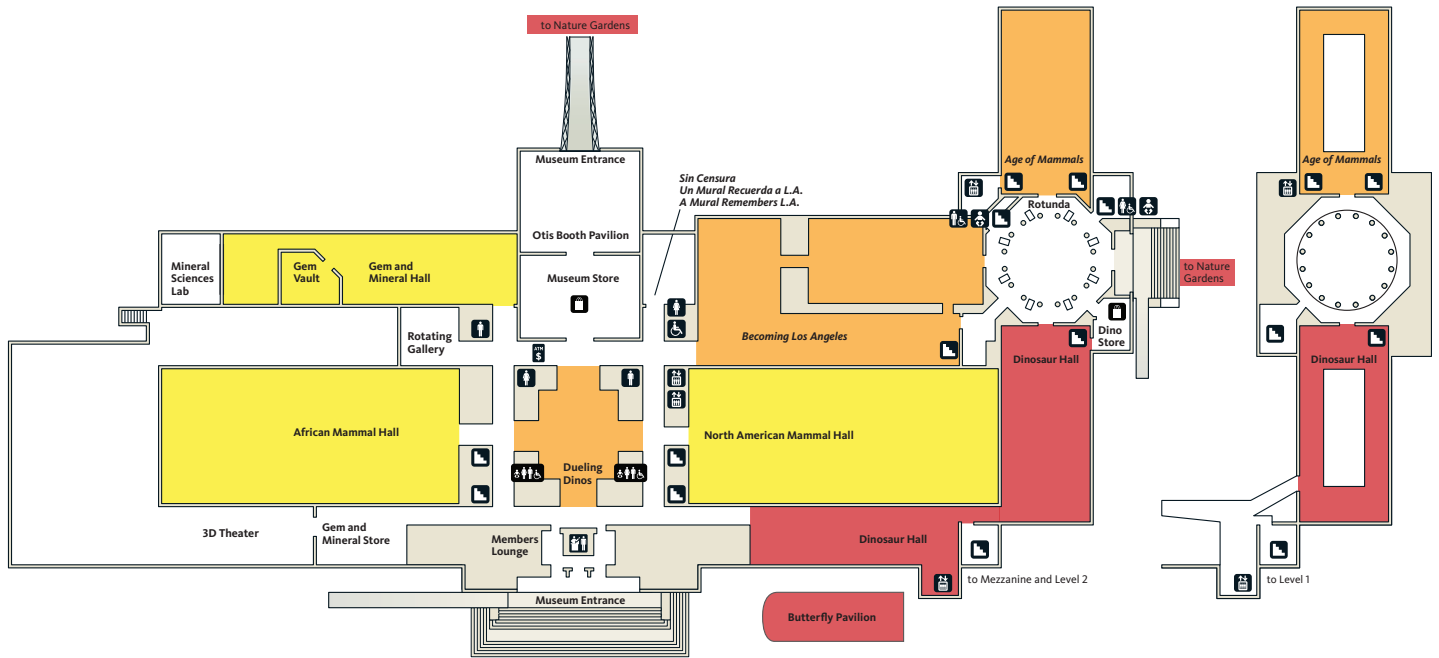 to Nature Gardens
Museum Entrance
Sin Censura
Un Mural Recuerda a L.A.
A Mural Remembers L.A.
Otis Booth Pavilion
Museum Store
Mineral
Sciences
Lab
Gem
Vault
Gem and
Mineral Hall
Rotating
Gallery
ATM
$
Age of Mammals
Rotunda
to Nature
Gardens
Becoming Los Angeles
Dino
Store
Dinosaur Hall
African Mammal Hall
Dueling
Dinos
North American Mammal Hall
3D Theater
Gem and
Mineral Store
Members
Lounge
Dinosaur Hall
to Mezzanine and Level 2
Museum Entrance
Butterfly Pavilion
Age of Mammals
Dinosaur Hall
to Level 1